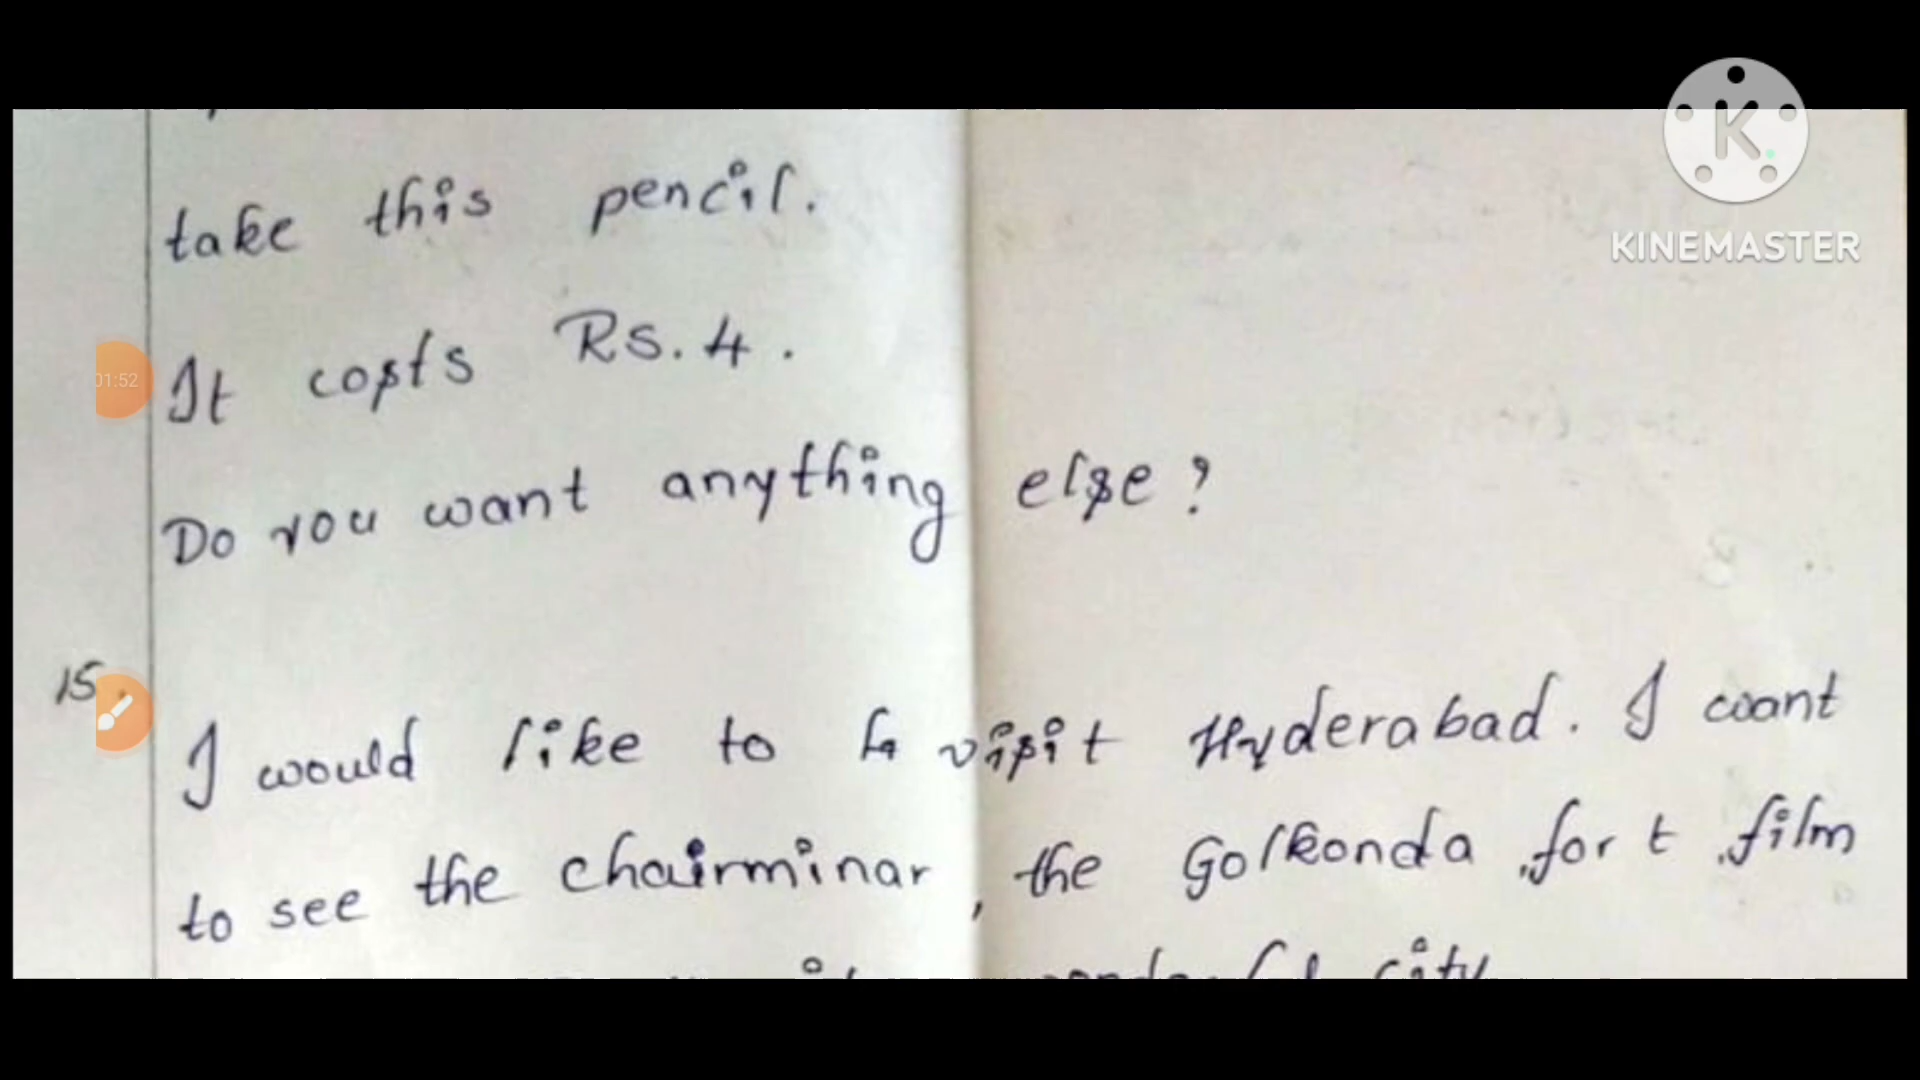 KINEMASTER
take this pencil.
It costs Rs. 4.
01:52
Do you want anything else?
15.
I would like to visit Hyderabad. I want
to see the chairminar, the Golkonda fort film
city